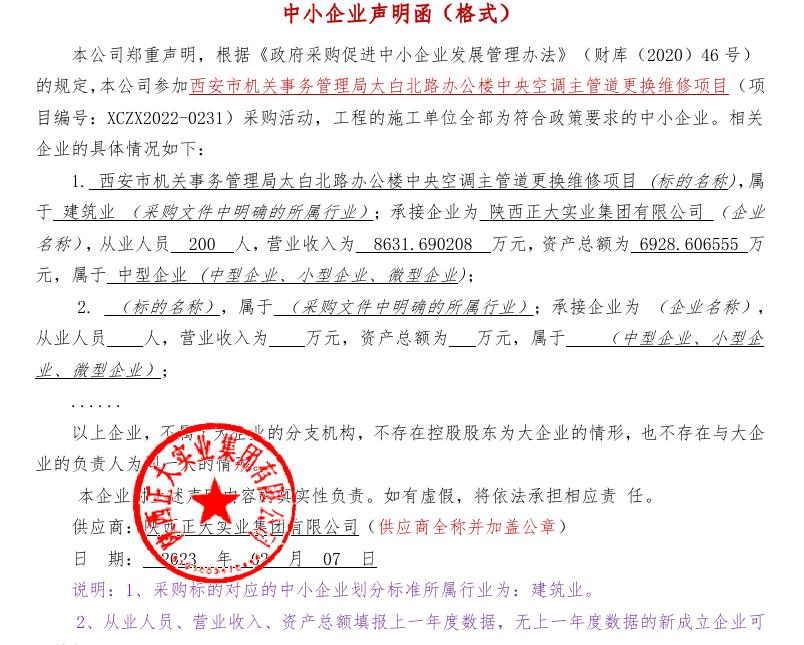 中小企业声明函（格式）
本公司郑重声明，根据《政府采购促进中小企业发展管理办法》（财库（2020）46 号）
的规定，本公司参加西安市机关事务管理局太白北路办公楼中央空调主管道更换维修项目（项
目编号：XCZX2022-0231）采购活动，工程的施工单位全部为符合政策要求的中小企业。相关
企业的具体情况如下：
1. 西安市机关事务管理局太白北路办公楼中央空调主管道更换维修项目 (标的名称)，属
于 建筑业 （采购文件中明确的所属行业）；承接企业为 陕西正大实业集团有限公司 （企业
名称），从业人员 200 人，营业收入为 8631.690208 万元，资产总额为 6928.606555 万
元，属于 中型企业 (中型企业、小型企业、微型企业)；
2. （标的名称），属于 （采购文件中明确的所属行业）；承接企业为 （企业名称），
从业人员 人，营业收入为 万元，资产总额为 万元，属于 （中型企业、小型企
业、微型企业）；
......
以上企业，不属于大企业的分支机构，不存在控股股东为大企业的情形，也不存在与大企
业的负责人为同一人的情形。
本企业对上述声明内容的真实性负责。如有虚假，将依法承担相应责 任。
供应商：陕西正大实业集团有限公司（供应商全称并加盖公章）
日 期： 2023 年 02 月 07 日
陕西正大实业集团有限公司
说明：1、采购标的对应的中小企业划分标准所属行业为：建筑业。
2、从业人员、营业收入、资产总额填报上一年度数据，无上一年度数据的新成立企业可